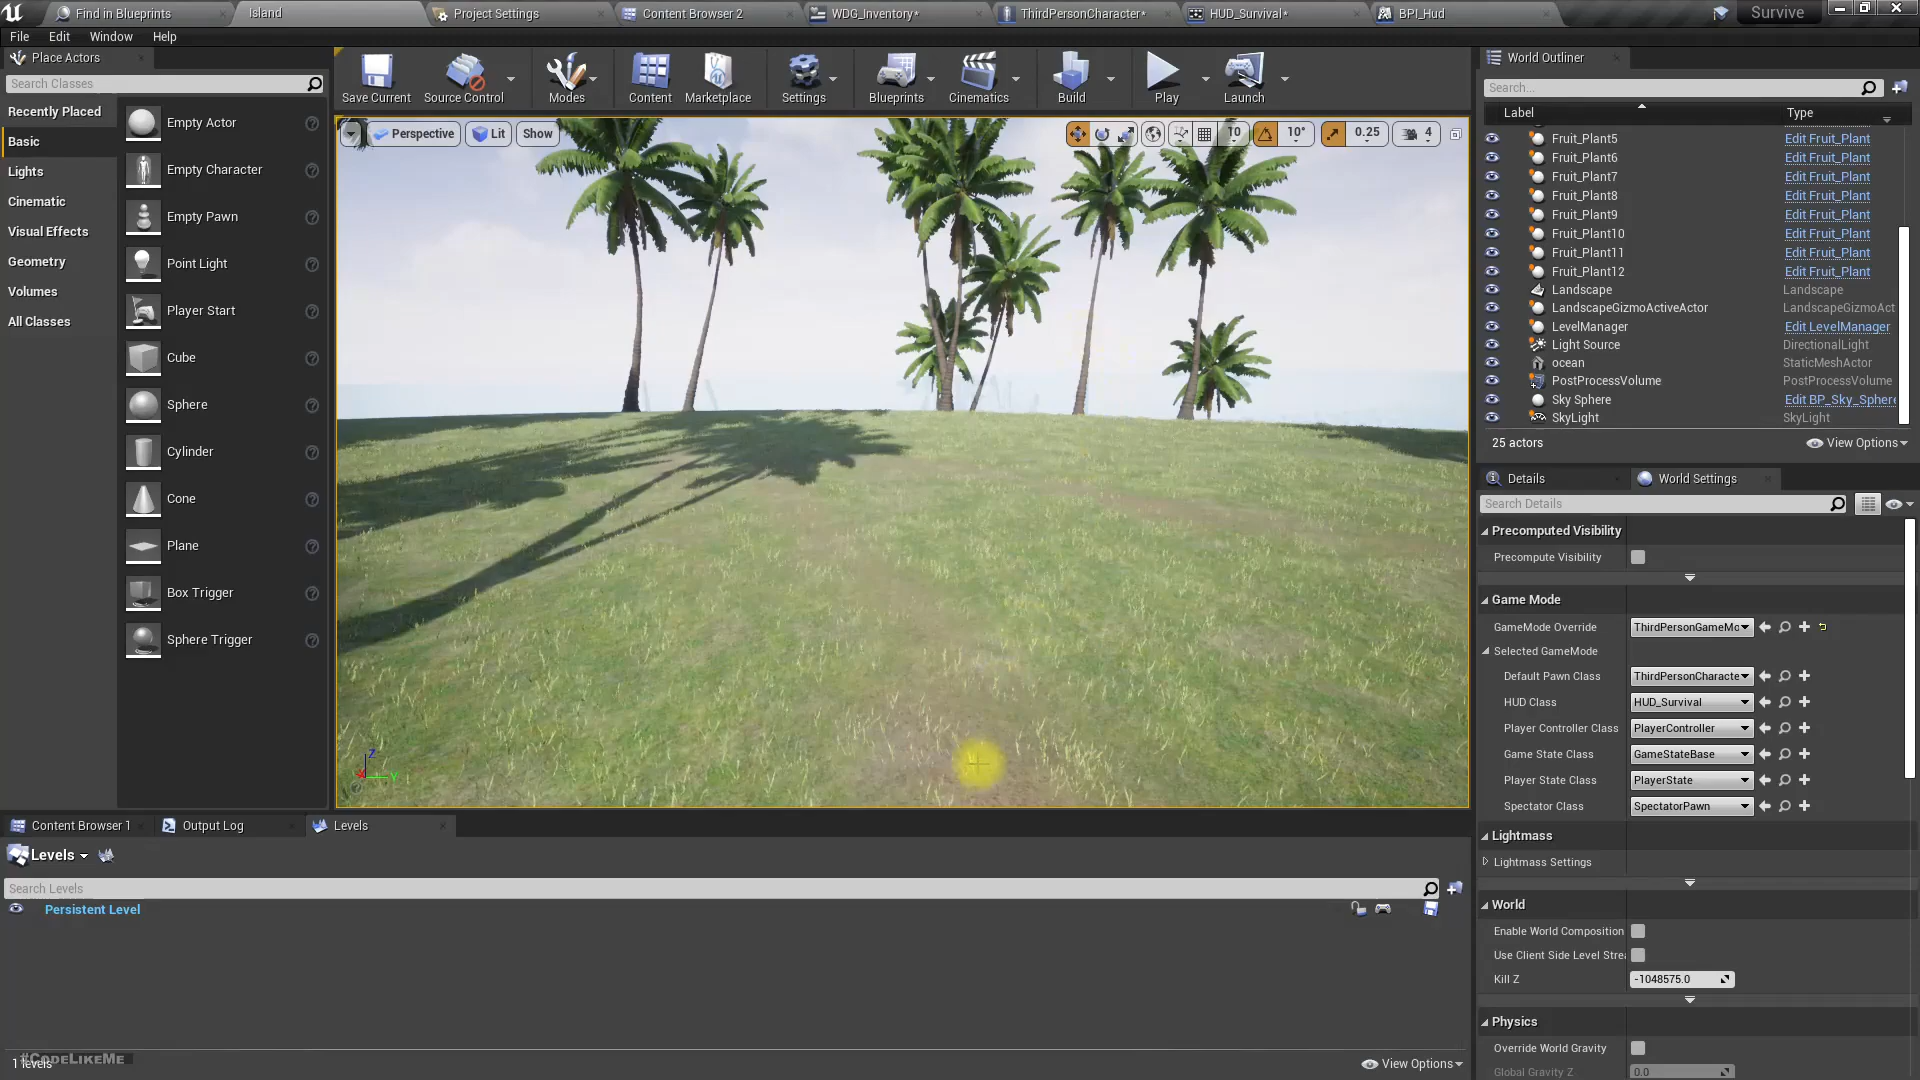 Find in Blueprints
Island
Project Settings
Content Browser 2
WDG_Inventory*
ThirdPersonCharacter*
HUD_Survival*
BPI_Hud
Survive
File Edit Window Help
Place Actors
Search Classes
Recently Placed
Basic
Lights
Cinematic
Visual Effects
Geometry
Volumes
All Classes
Empty Actor
Empty Character
Empty Pawn
Point Light
Player Start
Cube
Sphere
Cylinder
Cone
Plane
Box Trigger
Sphere Trigger
Save Current
Source Control
Modes
Content
Marketplace
Settings
Blueprints
Cinematics
Build
Play
Launch
Perspective
Lit
Show
10
10°
0.25
4
Z
X
Y
World Outliner
Search...
Label
Type
Fruit_Plant5 Edit Fruit_Plant
Fruit_Plant6 Edit Fruit_Plant
Fruit_Plant7 Edit Fruit_Plant
Fruit_Plant8 Edit Fruit_Plant
Fruit_Plant9 Edit Fruit_Plant
Fruit_Plant10 Edit Fruit_Plant
Fruit_Plant11 Edit Fruit_Plant
Fruit_Plant12 Edit Fruit_Plant
Landscape Landscape
LandscapeGizmoActiveActor LandscapeGizmoAct
LevelManager Edit LevelManager
Light Source DirectionalLight
ocean StaticMeshActor
PostProcessVolume PostProcessVolume
Sky Sphere Edit BP_Sky_Sphere
SkyLight SkyLight
25 actors
View Options
Details
World Settings
Search Details
Precomputed Visibility
Precompute Visibility
Game Mode
GameMode Override ThirdPersonGameMo
Selected GameMode
Default Pawn Class ThirdPersonCharacte
HUD Class HUD_Survival
Player Controller Class PlayerController
Game State Class GameStateBase
Player State Class PlayerState
Spectator Class SpectatorPawn
Lightmass
Lightmass Settings
World
Enable World Composition
Use Client Side Level Strea
Kill Z -1048575.0
Physics
Override World Gravity
Global Gravity Z 0.0
Content Browser 1
Output Log
Levels
Levels
Search Levels
Persistent Level
#CodeLikeMe
1 levels
View Options